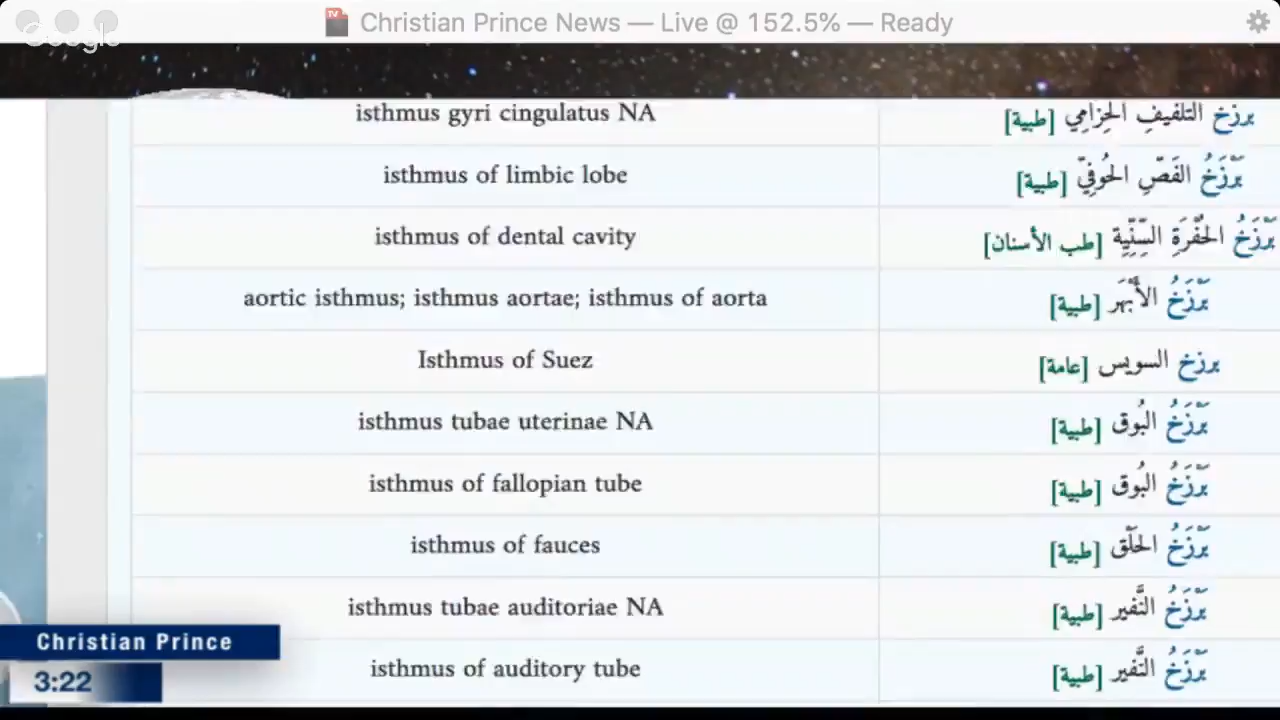 Christian Prince News — Live @ 152.5% — Ready
Google
isthmus gyri cingulatus NA برزخ التلفيفِ الحِزامِي [طبية]
isthmus of limbic lobe بَرْزَخُ الفَصِّ الحُوفِيّ [طبية]
isthmus of dental cavity بَرْزَخُ الحُفْرَةِ السِّنِّيَة [طب الأسنان]
aortic isthmus; isthmus aortae; isthmus of aorta بَرْزَخُ الأَبْهَر [طبية]
Isthmus of Suez برزخ السويس [عامة]
isthmus tubae uterinae NA بَرْزَخُ البُوق [طبية]
isthmus of fallopian tube بَرْزَخُ البُوق [طبية]
isthmus of fauces بَرْزَخُ الحَلْق [طبية]
isthmus tubae auditoriae NA بَرْزَخُ النَّفير [طبية]
isthmus of auditory tube بَرْزَخُ النَّفير [طبية]
Christian Prince
3:22